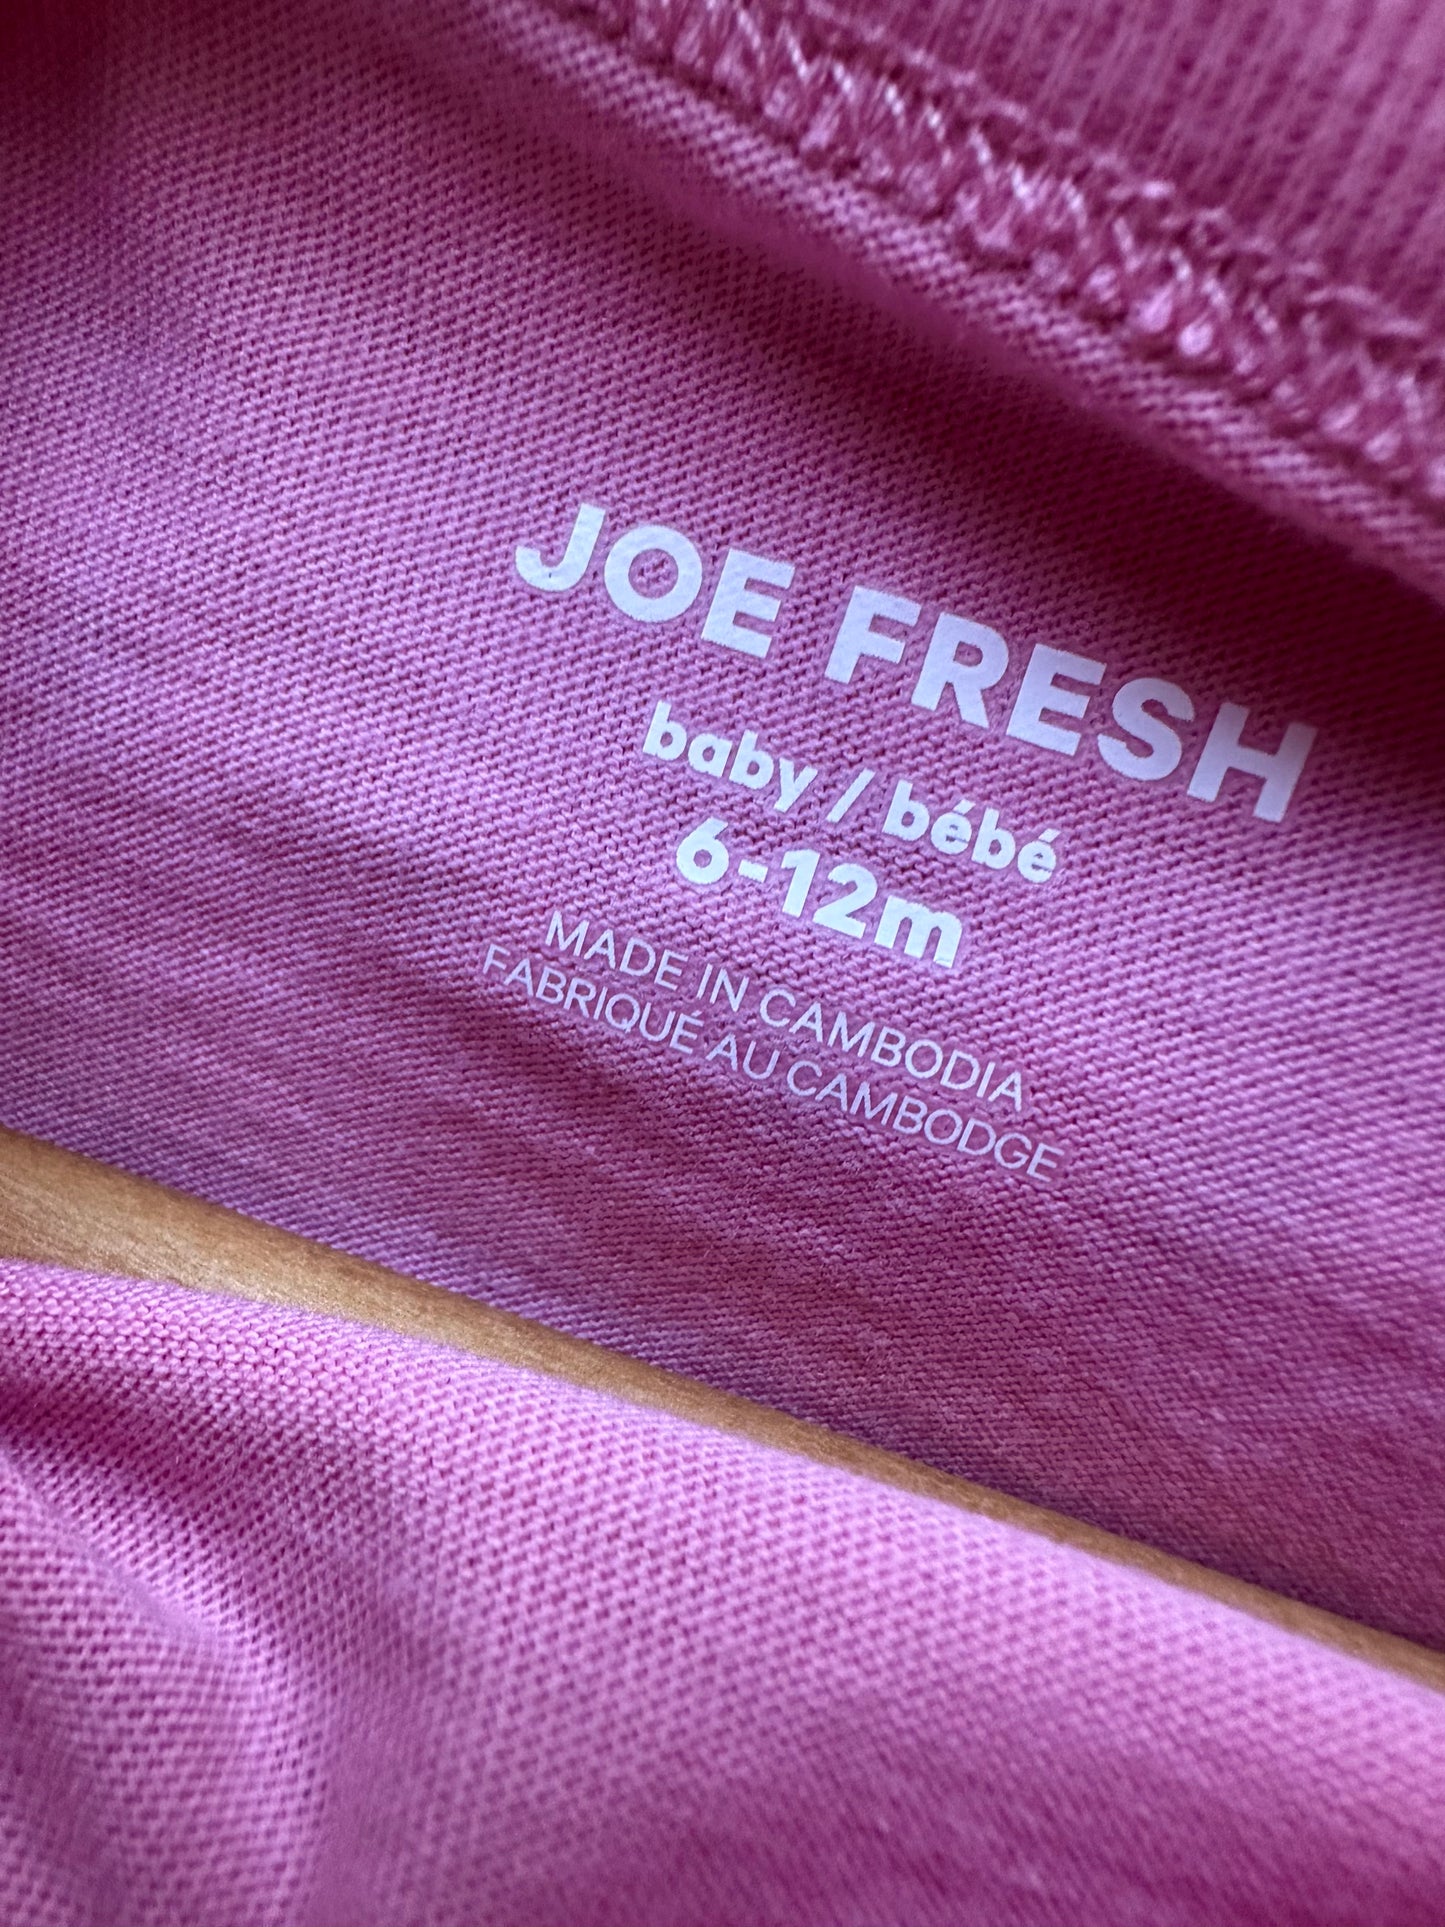 JOE FRESH
baby / bébé
6-12m
MADE IN CAMBODIA
FABRIQUÉ AU CAMBODGE